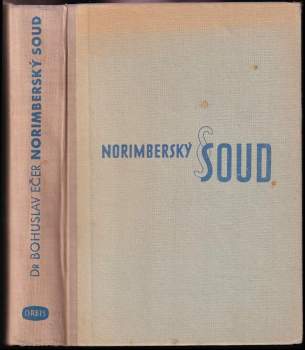 DR BOHUSLAV EČER NORIMBERSKÝ SOUD
ORBIS
NORIMBERSKÝ
§SOUD